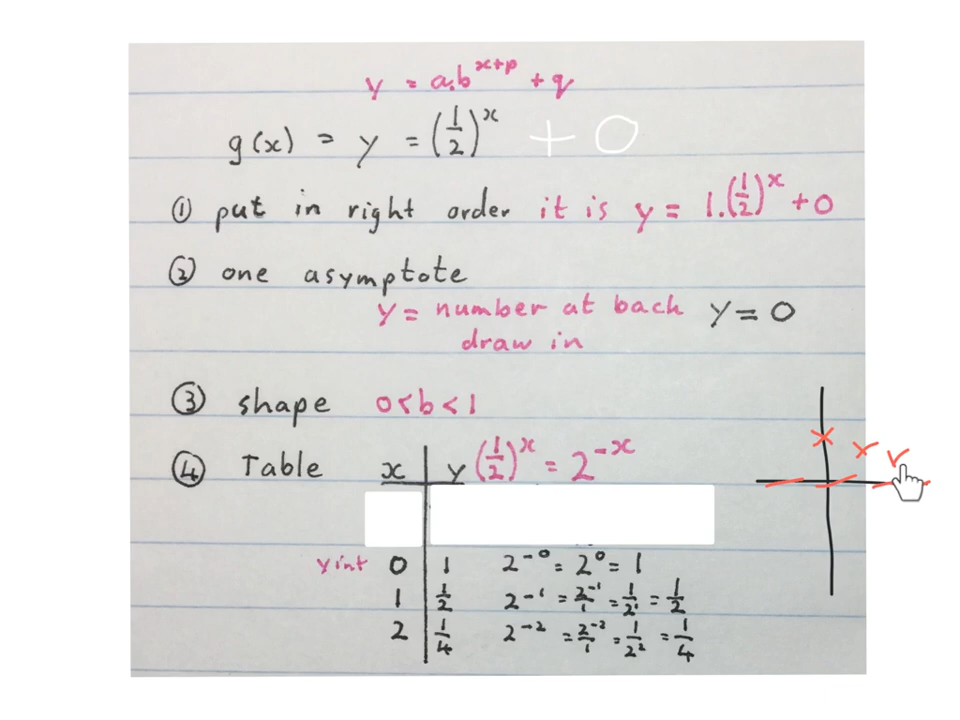 y = a.b^{x+p} + q
g(x) = y = (1/2)^x + 0
① put in right order it is y = 1.(1/2)^x + 0
② one asymptote
y = number at bach y = 0
draw in
③ shape 0<b<1
④ Table x | y (1/2)^x = 2^{-x}
y int 0 | 1 2^{-0} = 2^0 = 1
1 | 1/2 2^{-1} = 2^{-1}/1 = 1/2^1 = 1/2
2 | 1/4 2^{-2} = 2^{-2}/1 = 1/2^2 = 1/4